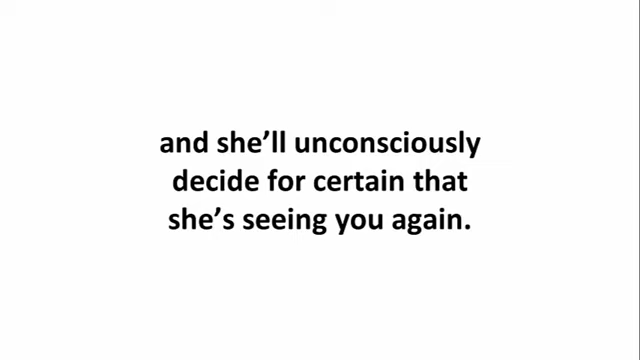 and she’ll unconsciously
decide for certain that
she’s seeing you again.